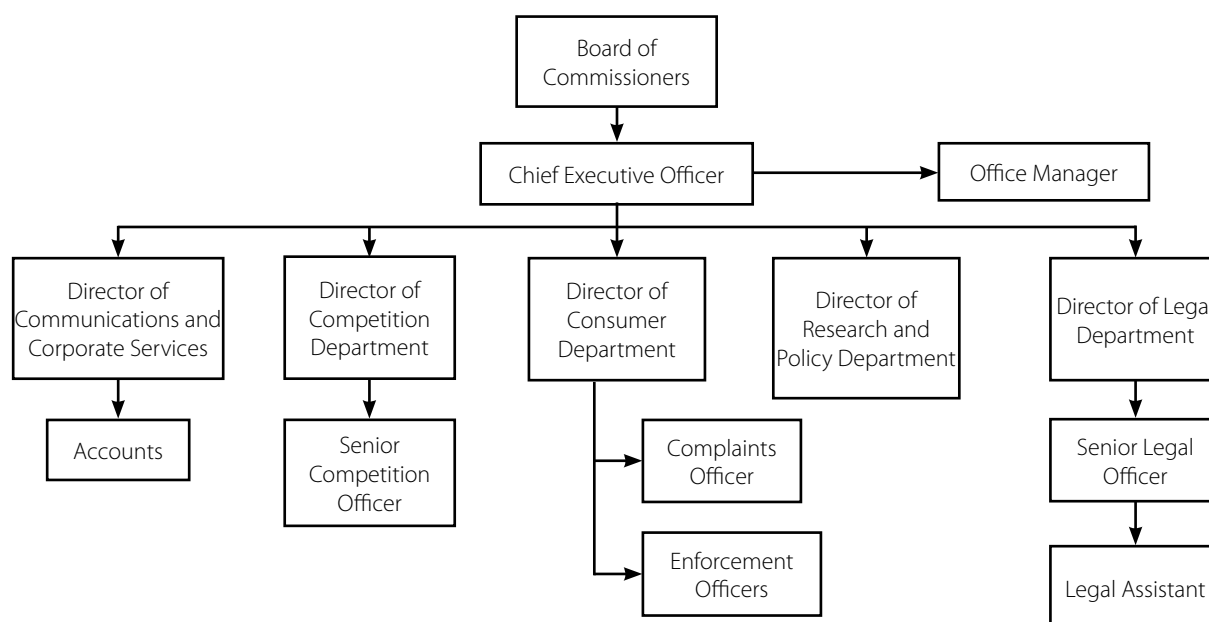 Board of
Commissioners
Chief Executive Officer
Office Manager
Director of
Communications and
Corporate Services
Director of
Competition
Department
Director of
Consumer
Department
Director of
Research and
Policy Department
Director of Legal
Department
Accounts
Senior
Competition
Officer
Complaints
Officer
Enforcement
Officers
Senior Legal
Officer
Legal Assistant